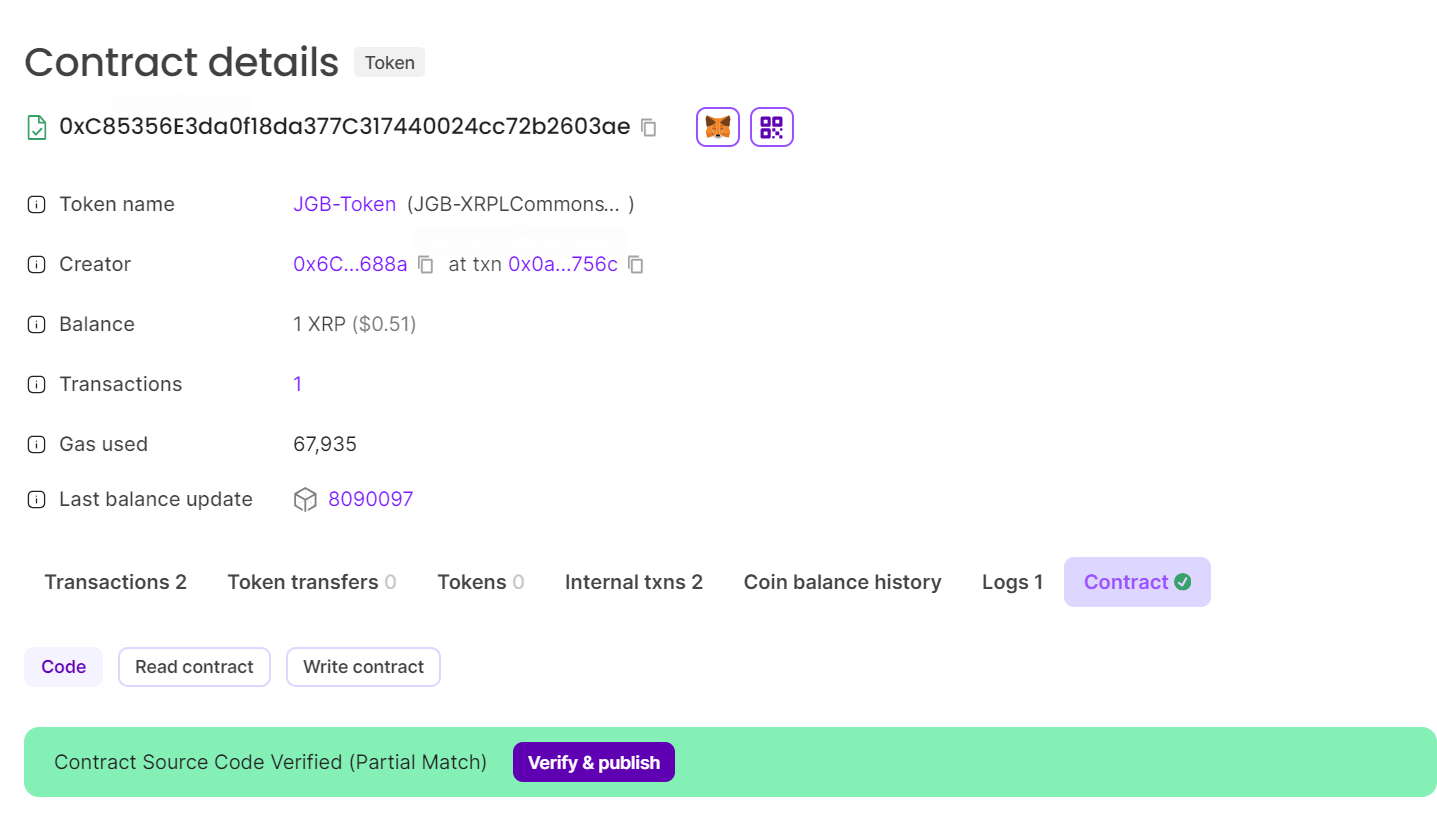 Contract details Token
0xC85356E3da0f18da377C317440024cc72b2603ae
Token name JGB-Token (JGB-XRPLCommons... )
Creator 0x6C...688a at txn 0x0a...756c
Balance 1 XRP ($0.51)
Transactions 1
Gas used 67,935
Last balance update 8090097
Transactions 2 Token transfers 0 Tokens 0 Internal txns 2 Coin balance history Logs 1 Contract
Code Read contract Write contract
Contract Source Code Verified (Partial Match) Verify & publish